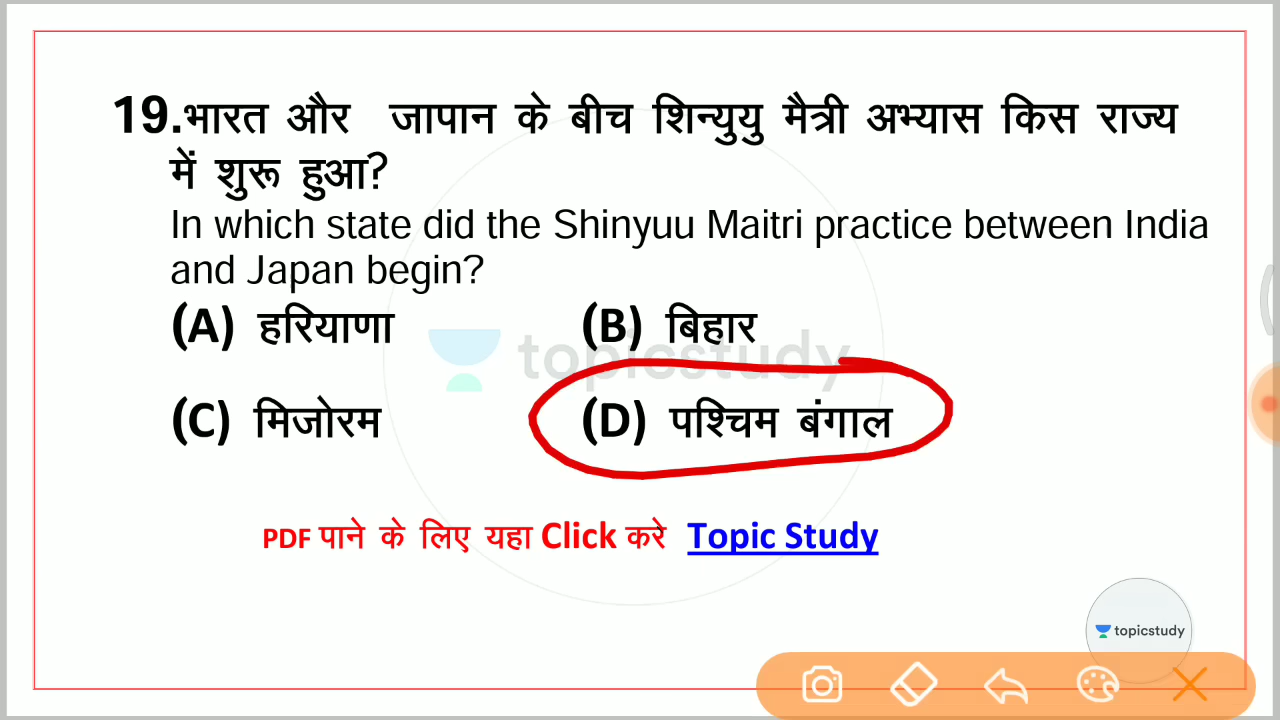 19.भारत और जापान के बीच शिन्युयु मैत्री अभ्यास किस राज्य
में शुरू हुआ?
In which state did the Shinyuu Maitri practice between India
and Japan begin?
(A) हरियाणा (B) बिहार
topicstudy
(C) मिजोरम (D) पश्चिम बंगाल
PDF पाने के लिए यहा Click करे Topic Study
topicstudy